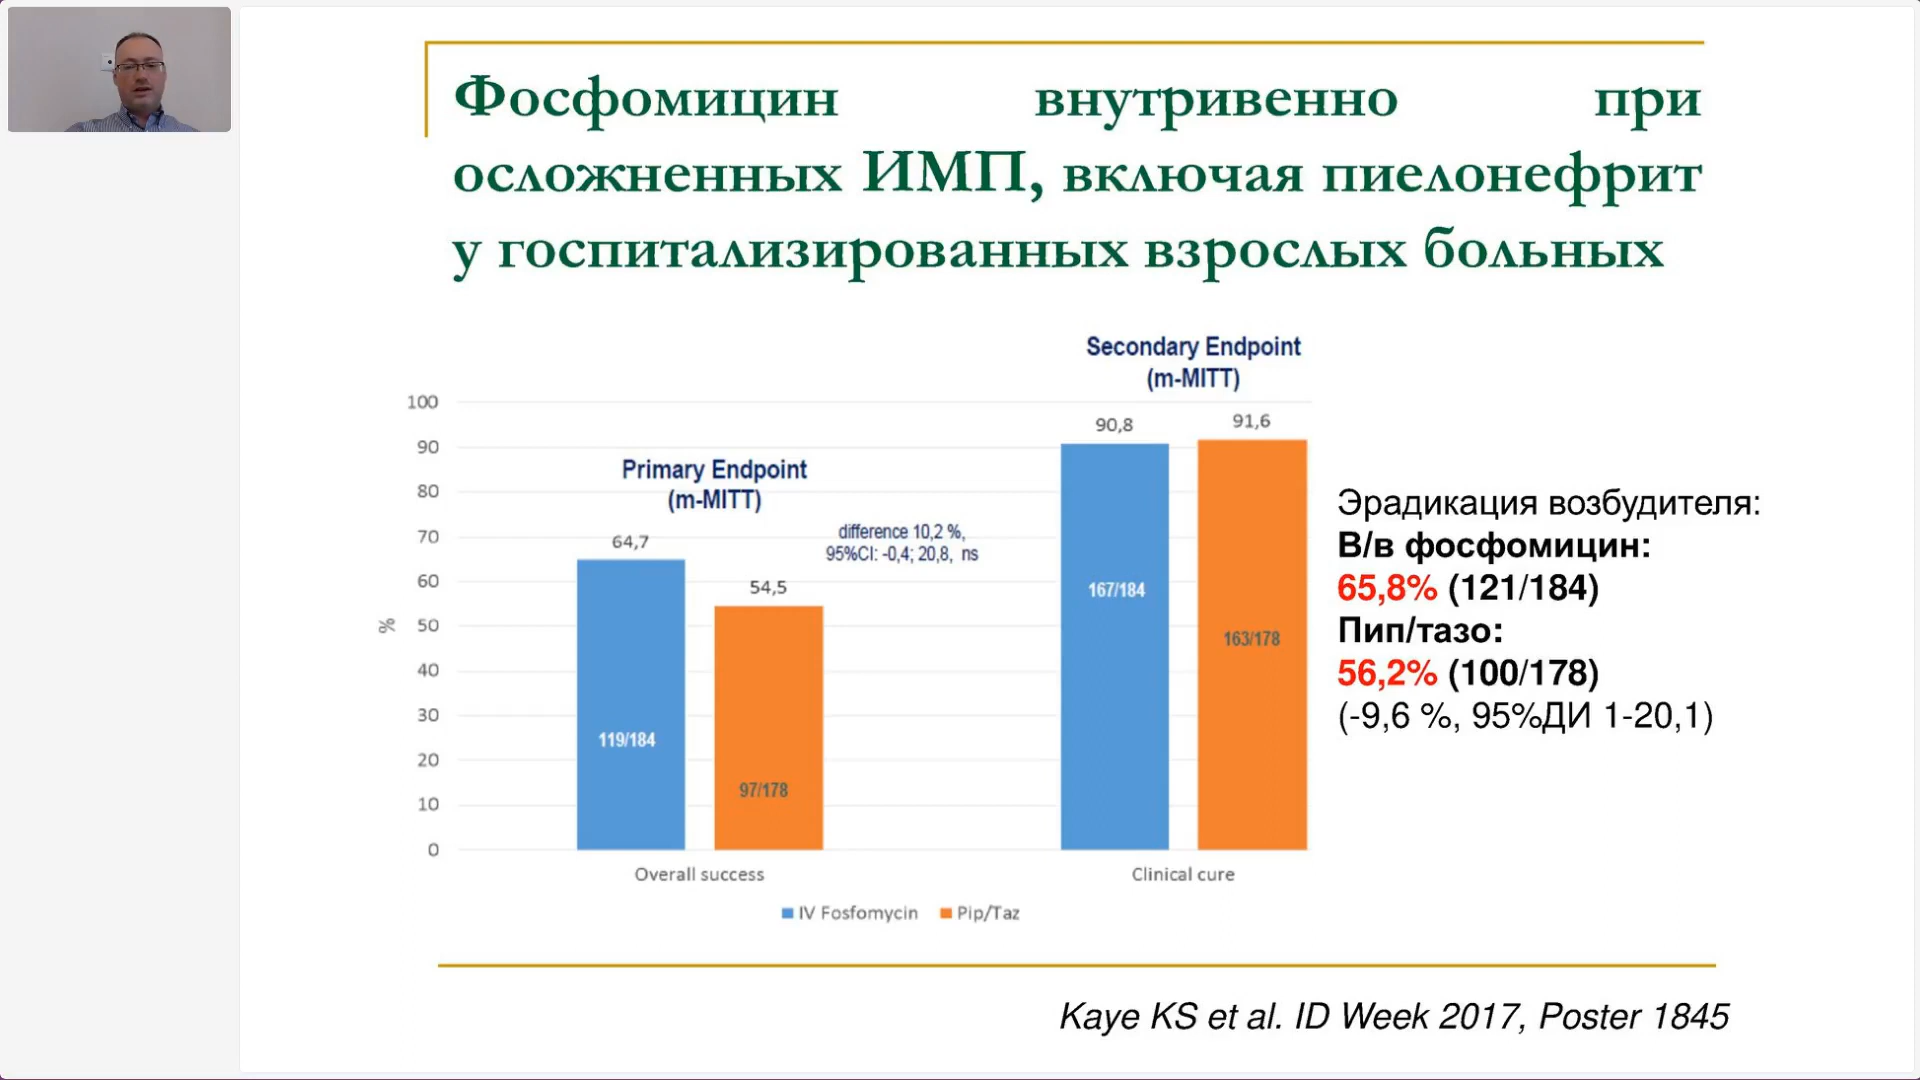 Фосфомицин внутривенно при
осложненных ИМП, включая пиелонефрит
у госпитализированных взрослых больных
Secondary Endpoint
(m-MITT)
100
90
80
70
60
50
40
30
20
10
0
%
Primary Endpoint
(m-MITT)
difference 10,2 %,
95%CI: -0,4; 20,8, ns
64,7
54,5
90,8
91,6
119/184
97/178
167/184
163/178
Overall success
Clinical cure
IV Fosfomycin
Pip/Taz
Эрадикация возбудителя:
В/в фосфомицин:
65,8% (121/184)
Пип/тазо:
56,2% (100/178)
(-9,6 %, 95%ДИ 1-20,1)
Kaye KS et al. ID Week 2017, Poster 1845